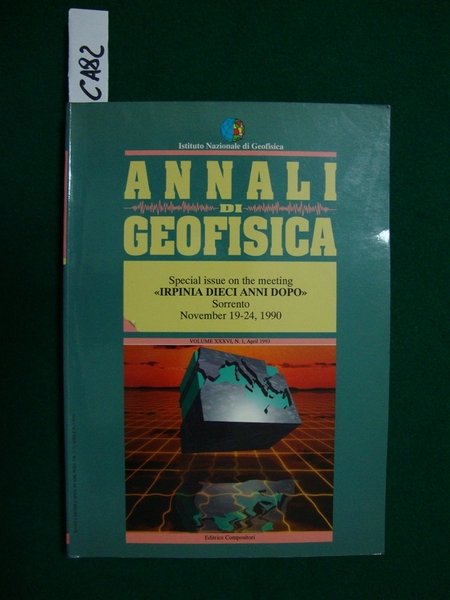 CA82
Istituto Nazionale di Geofisica
ANNALI
DI
GEOFISICA
Special issue on the meeting
«IRPINIA DIECI ANNI DOPO»
Sorrento
November 19-24, 1990
VOLUME XXXVI, N. 1, April 1993
Editrice Compositori